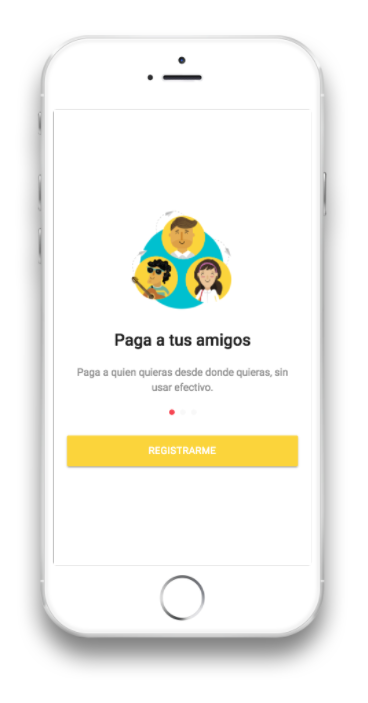 Paga a tus amigos
Paga a quien quieras desde donde quieras, sin
usar efectivo.
REGISTRARME